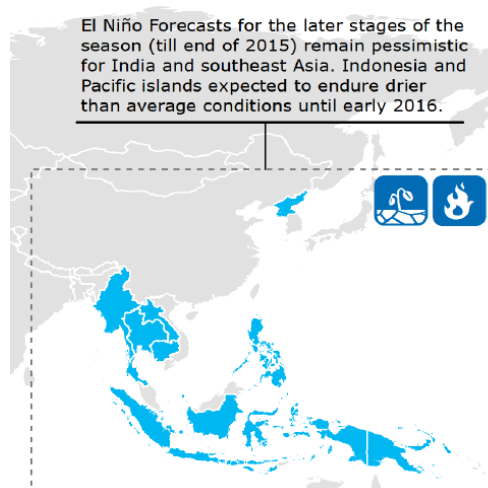 El Niño Forecasts for the later stages of the
season (till end of 2015) remain pessimistic
for India and southeast Asia. Indonesia and
Pacific islands expected to endure drier
than average conditions until early 2016.